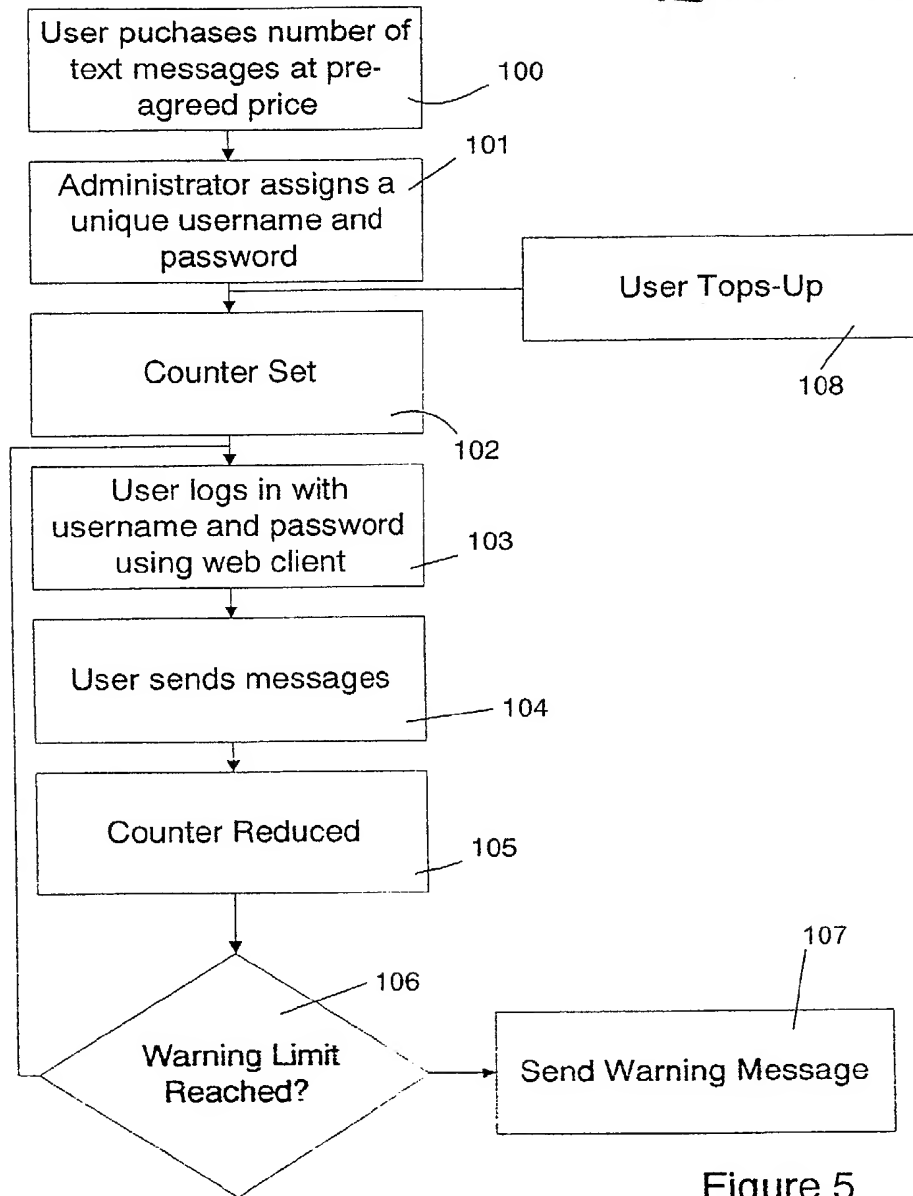 User puchases number of
text messages at pre-
agreed price
100
101
Administrator assigns a
unique username and
password
User Tops-Up
108
Counter Set
102
User logs in with
username and password
using web client
103
User sends messages
104
Counter Reduced
105
106
107
Warning Limit
Reached?
Send Warning Message
Figure 5